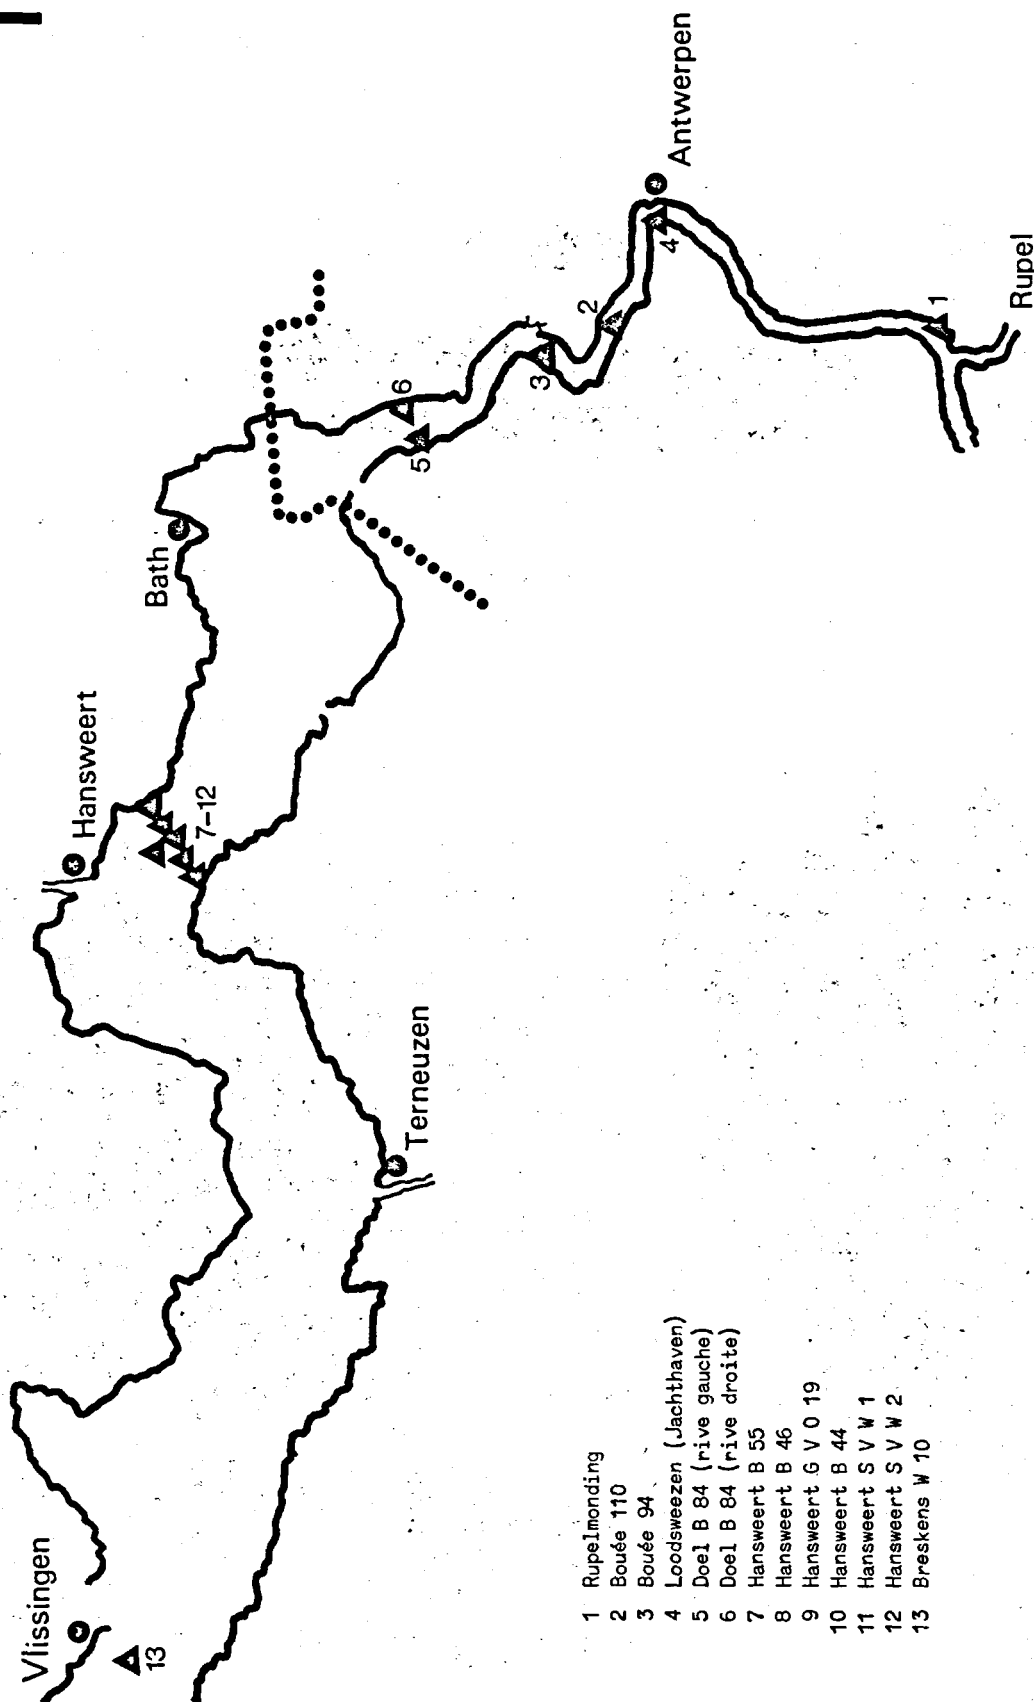 Vlissingen
13
Hansweert
7-12
Terneuzen
Bath
6
5
3
2
4
Antwerpen
1
Rupel
1 Rupelmonding
2 Bouée 110
3 Bouée 94
4 Loodsweezen (Jachthaven)
5 Doel B 84 (rive gauche)
6 Doel B 84 (rive droite)
7 Hansweert B 55
8 Hansweert B 46
9 Hansweert G V O 19
10 Hansweert B 44
11 Hansweert S V W 1
12 Hansweert S V W 2
13 Breskens W 10